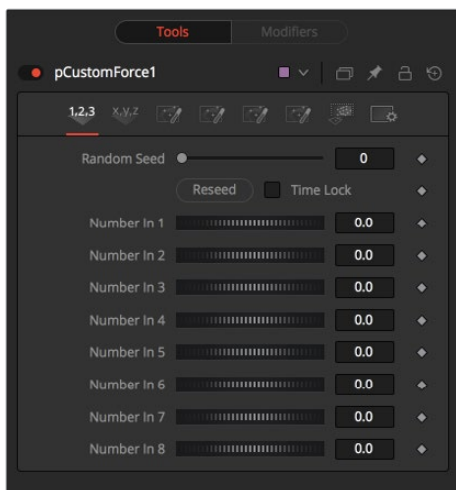 Tools Modifiers
pCustomForce1
1,2,3 x,y,z
Random Seed 0
Reseed Time Lock
Number In 1 0.0
Number In 2 0.0
Number In 3 0.0
Number In 4 0.0
Number In 5 0.0
Number In 6 0.0
Number In 7 0.0
Number In 8 0.0